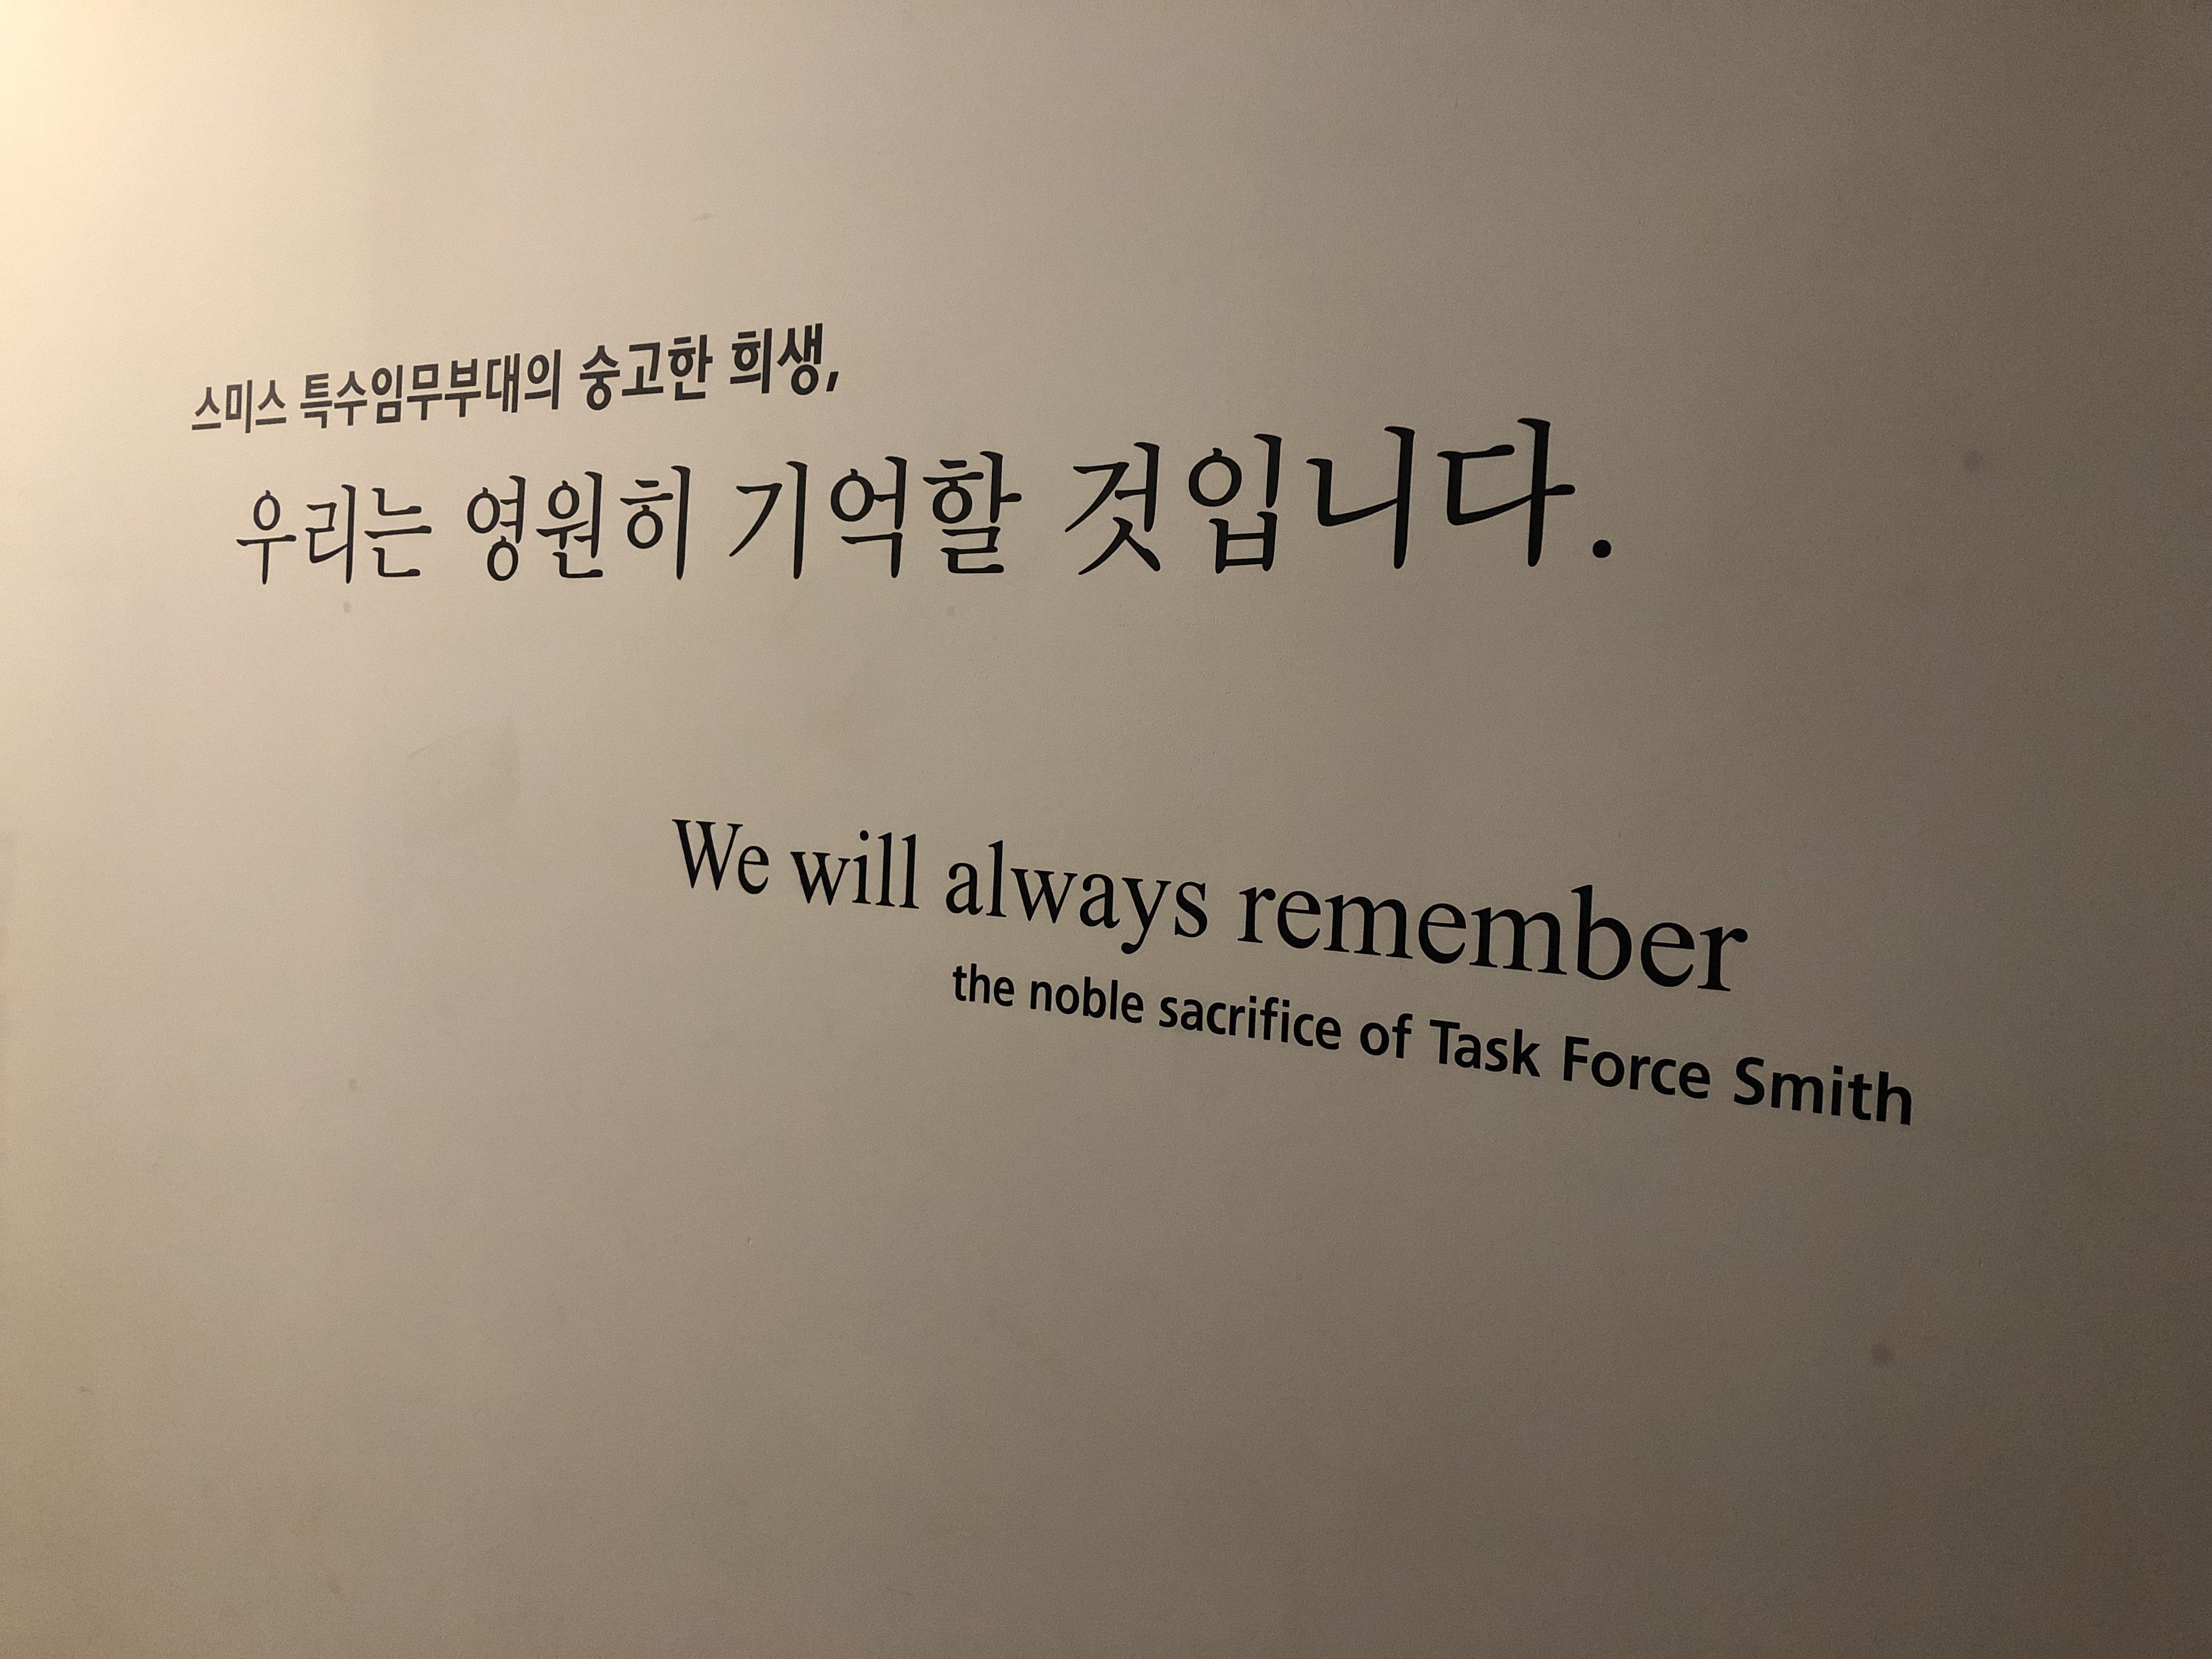 스미스 특수임무부대의 숭고한 희생,
우리는 영원히 기억할 것입니다.
We will always remember
the noble sacrifice of Task Force Smith